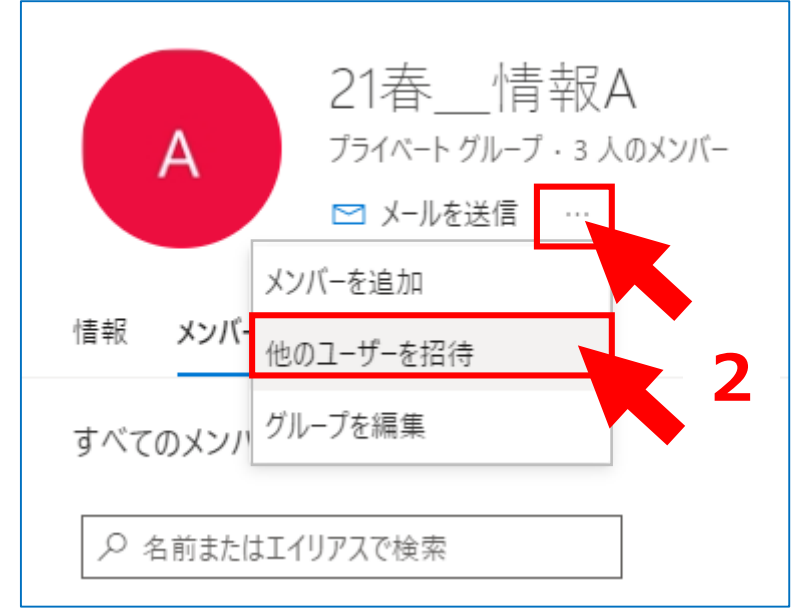 A
21春__情報A
プライベート グループ · 3 人のメンバー
メールを送信 …
メンバーを追加
情報 メンバー
他のユーザーを招待
2
グループを編集
すべてのメンバ
名前またはエイリアスで検索